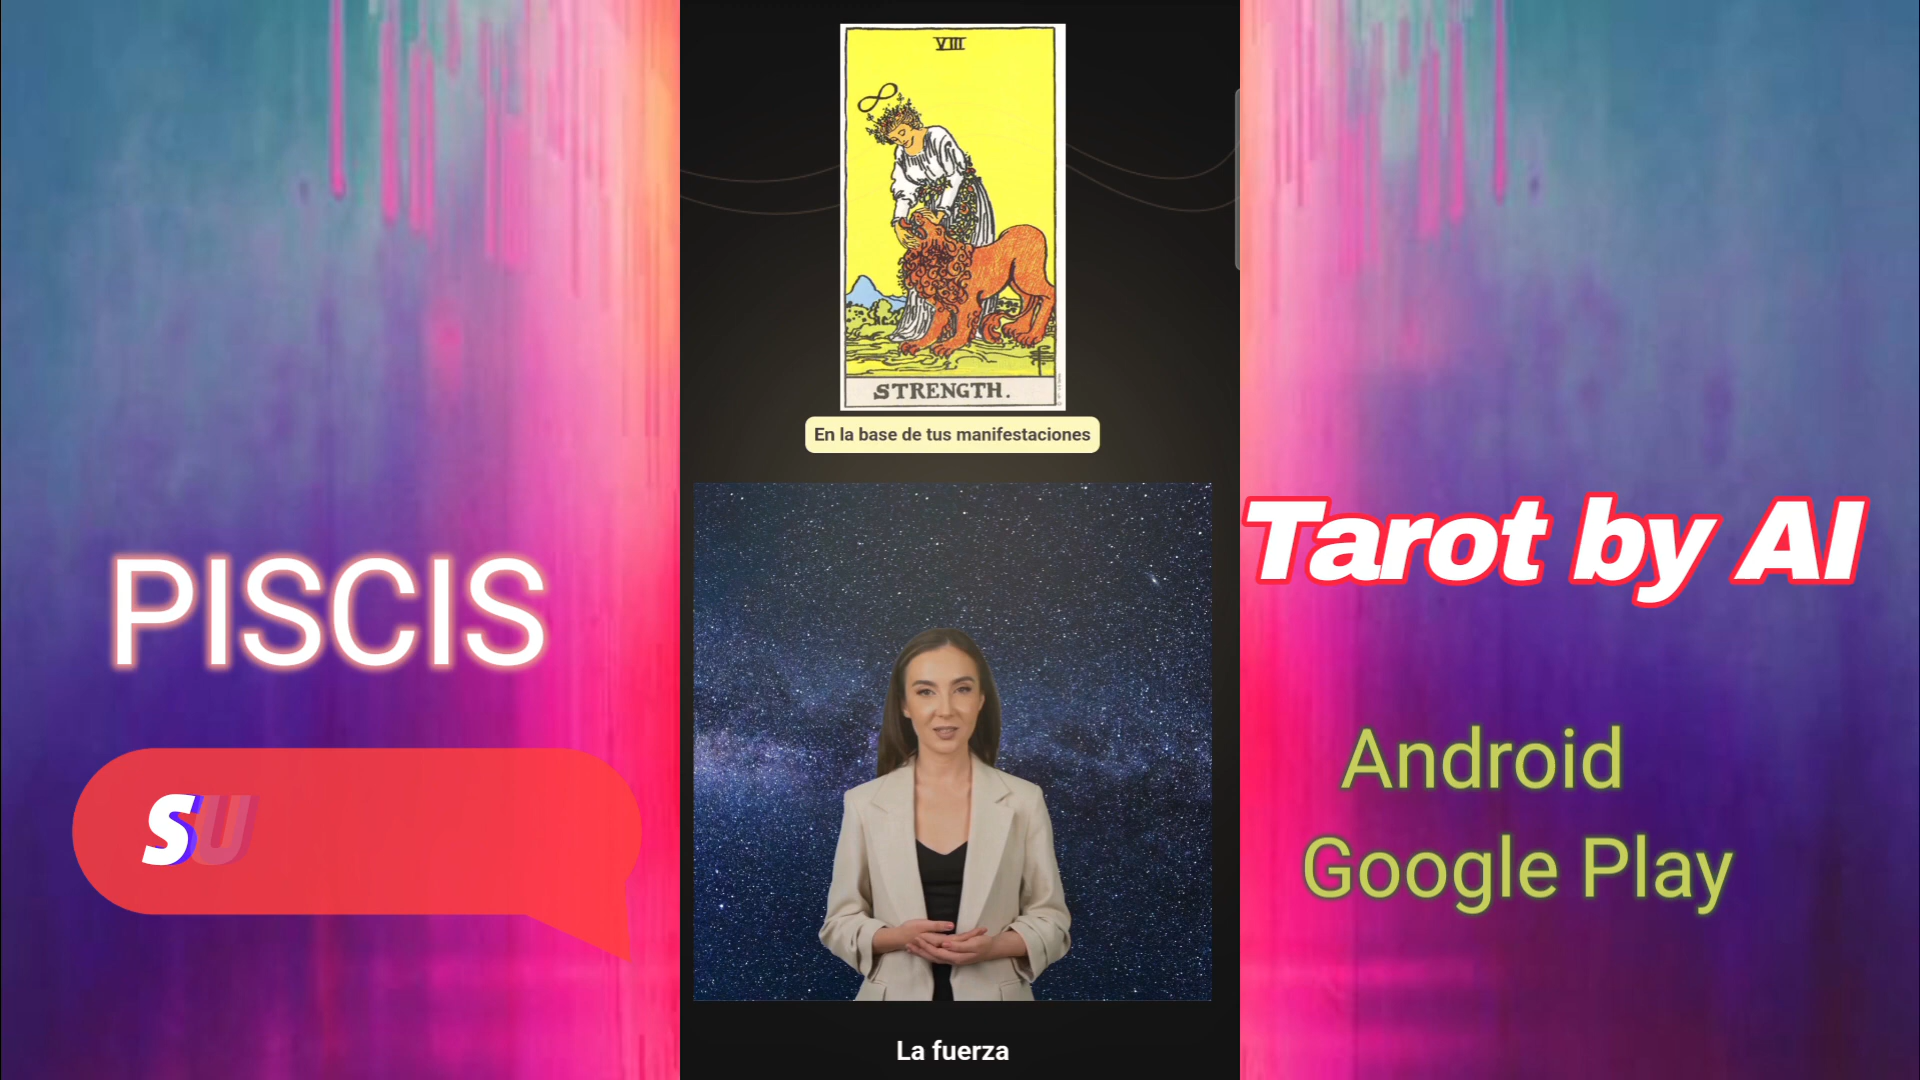 VIII
STRENGTH.
En la base de tus manifestaciones
PISCIS
SU
Tarot by AI
Android
Google Play
La fuerza